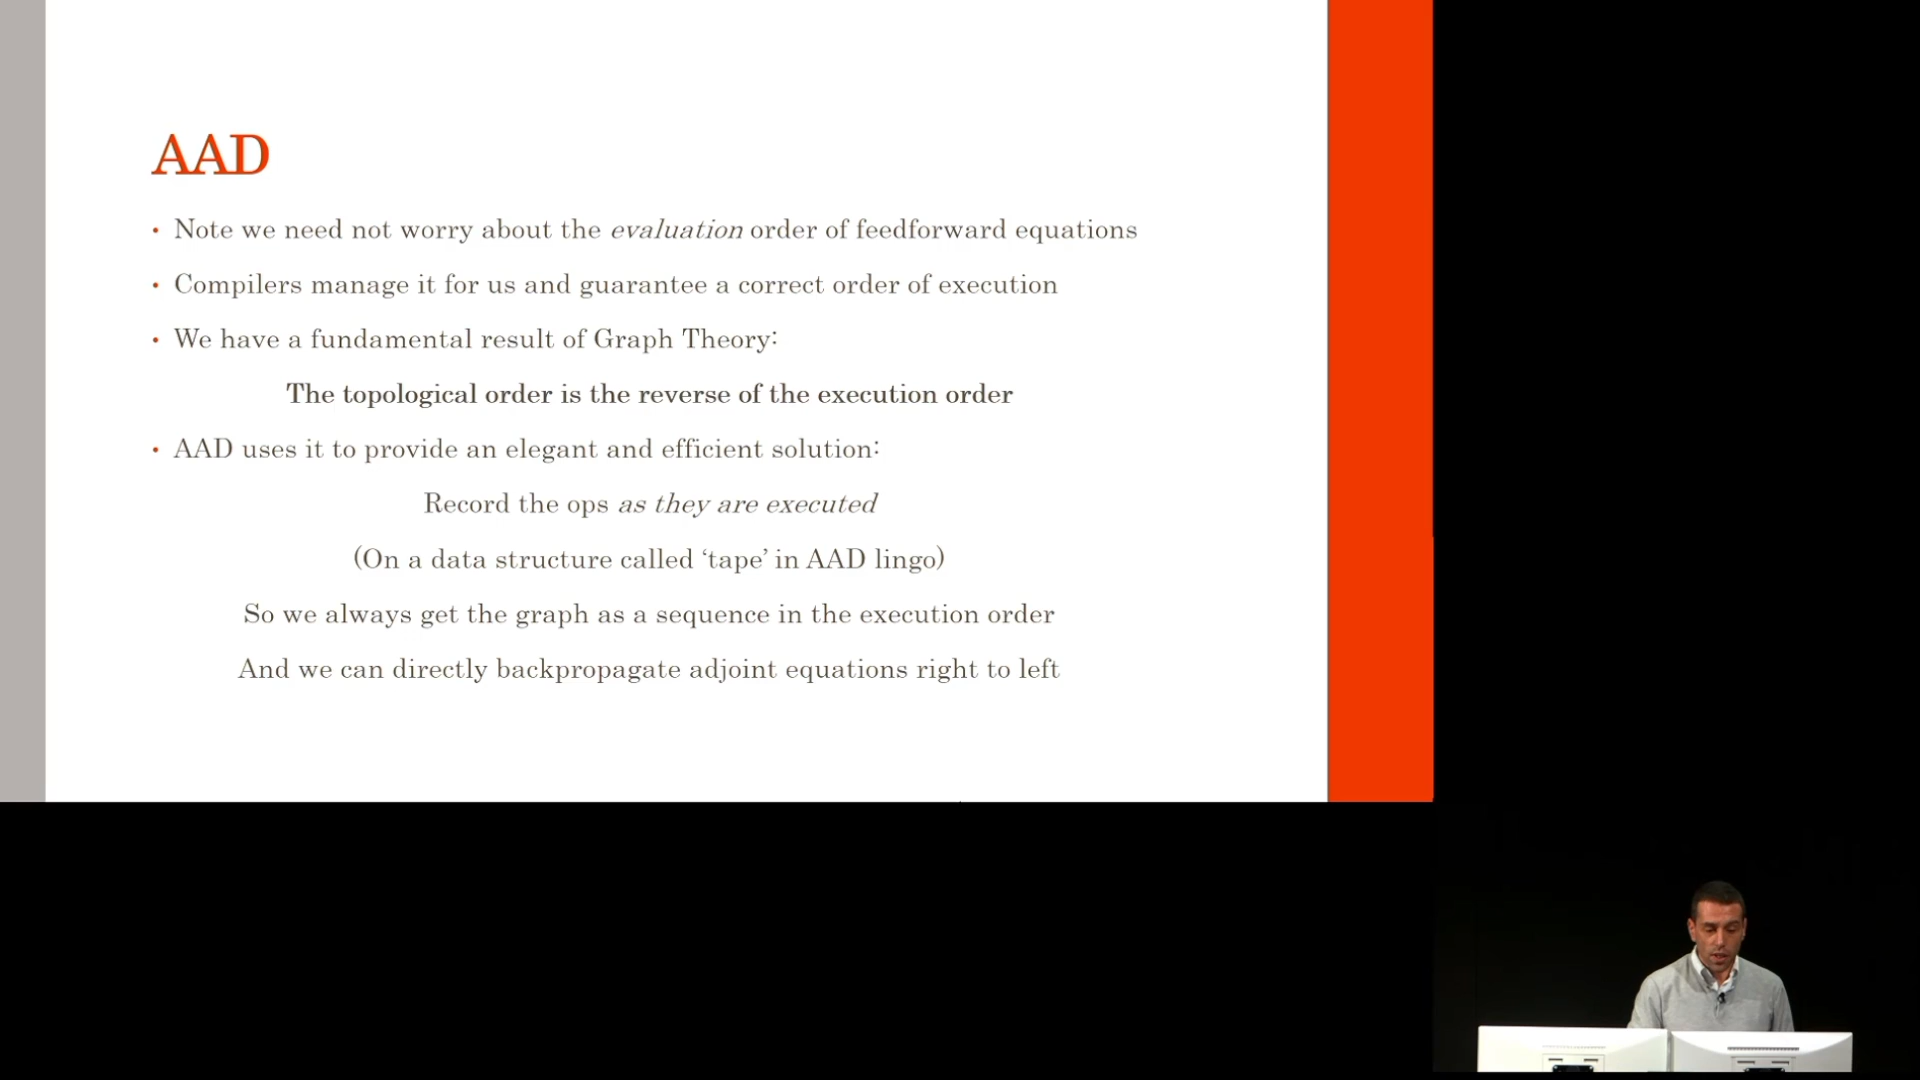 AAD
• Note we need not worry about the evaluation order of feedforward equations
• Compilers manage it for us and guarantee a correct order of execution
• We have a fundamental result of Graph Theory:
The topological order is the reverse of the execution order
• AAD uses it to provide an elegant and efficient solution:
Record the ops as they are executed
(On a data structure called ‘tape’ in AAD lingo)
So we always get the graph as a sequence in the execution order
And we can directly backpropagate adjoint equations right to left